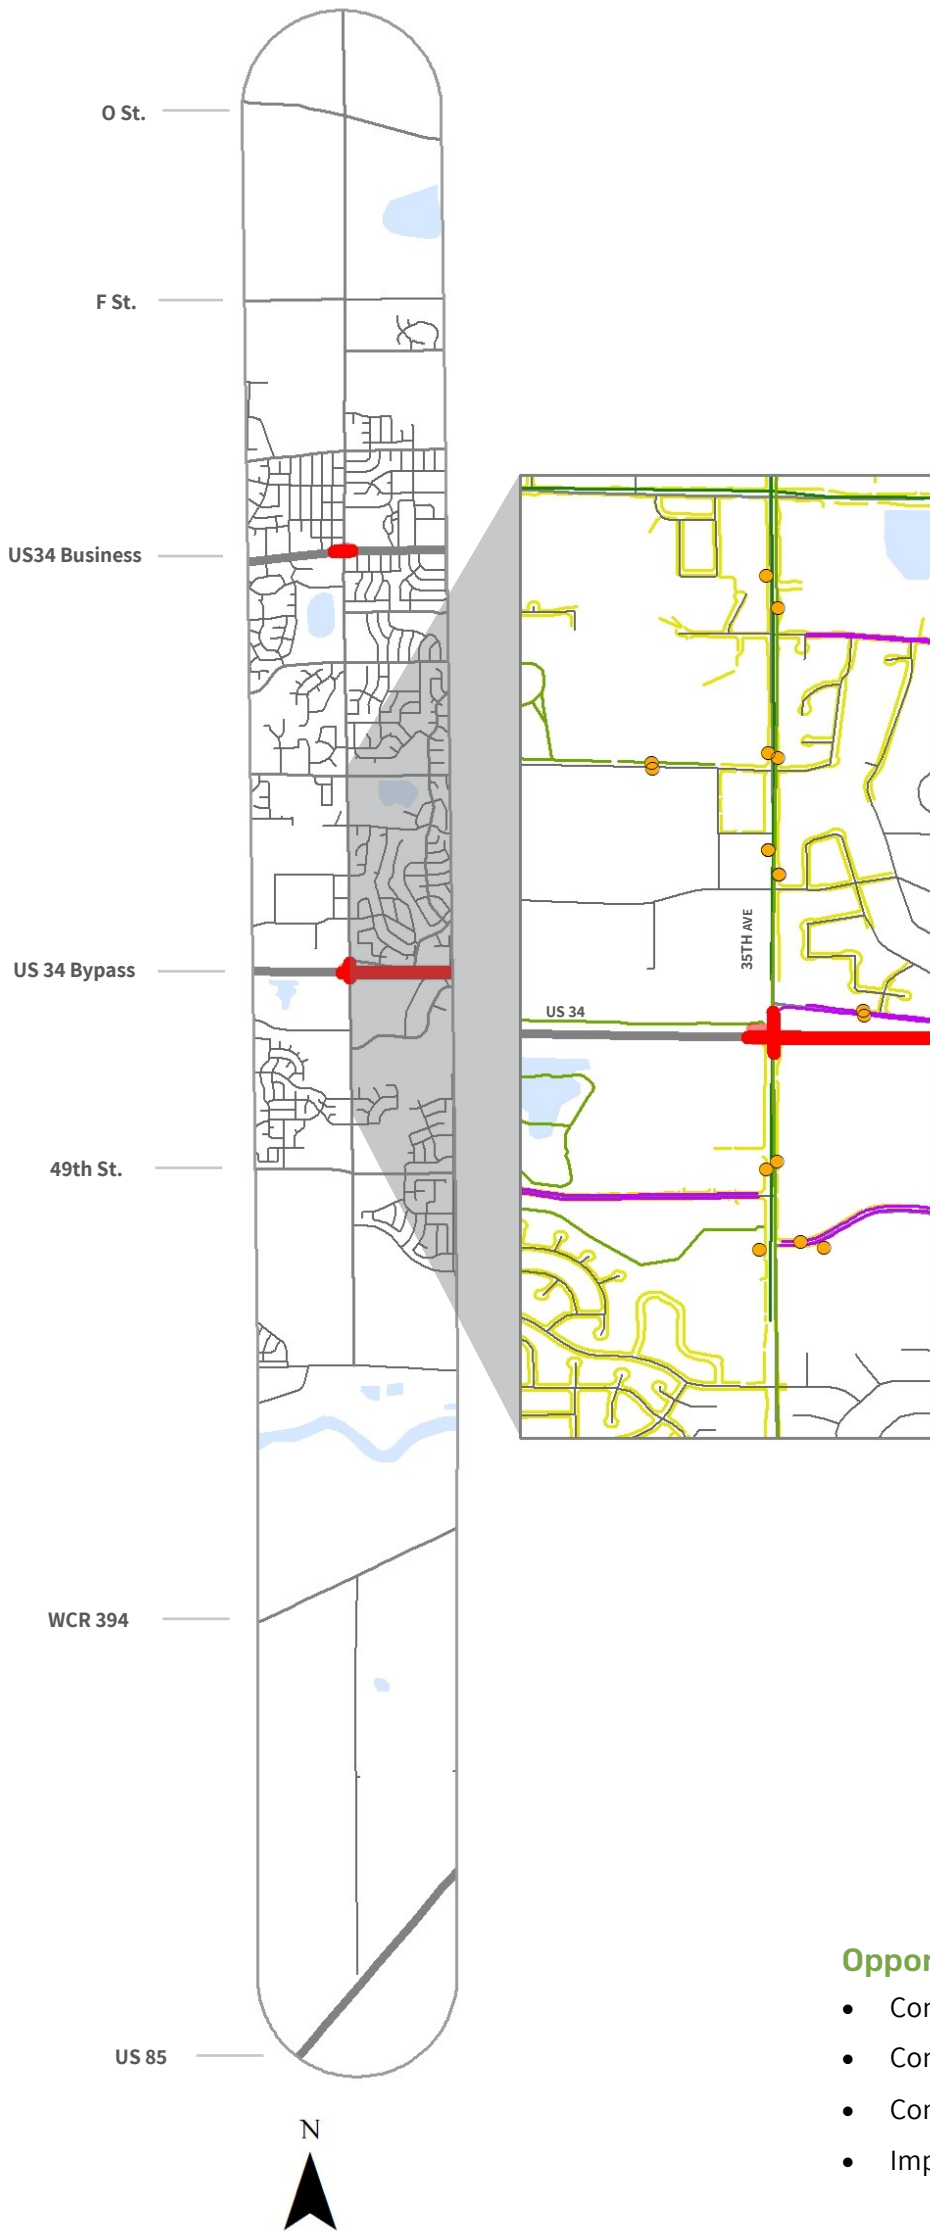 O St.
F St.
US34 Business
35TH AVE
US 34 Bypass
US 34
49th St.
WCR 394
US 85
N
•
•
•
•